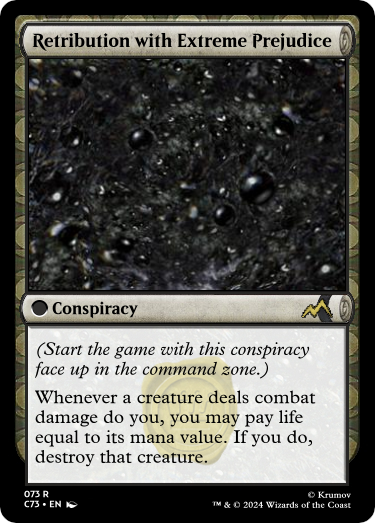 Retribution with Extreme Prejudice
Conspiracy
(Start the game with this conspiracy
face up in the command zone.)
Whenever a creature deals combat
damage do you, you may pay life
equal to its mana value. If you do,
destroy that creature.
073 R
C73 • EN
© Krumov
™ & © 2024 Wizards of the Coast